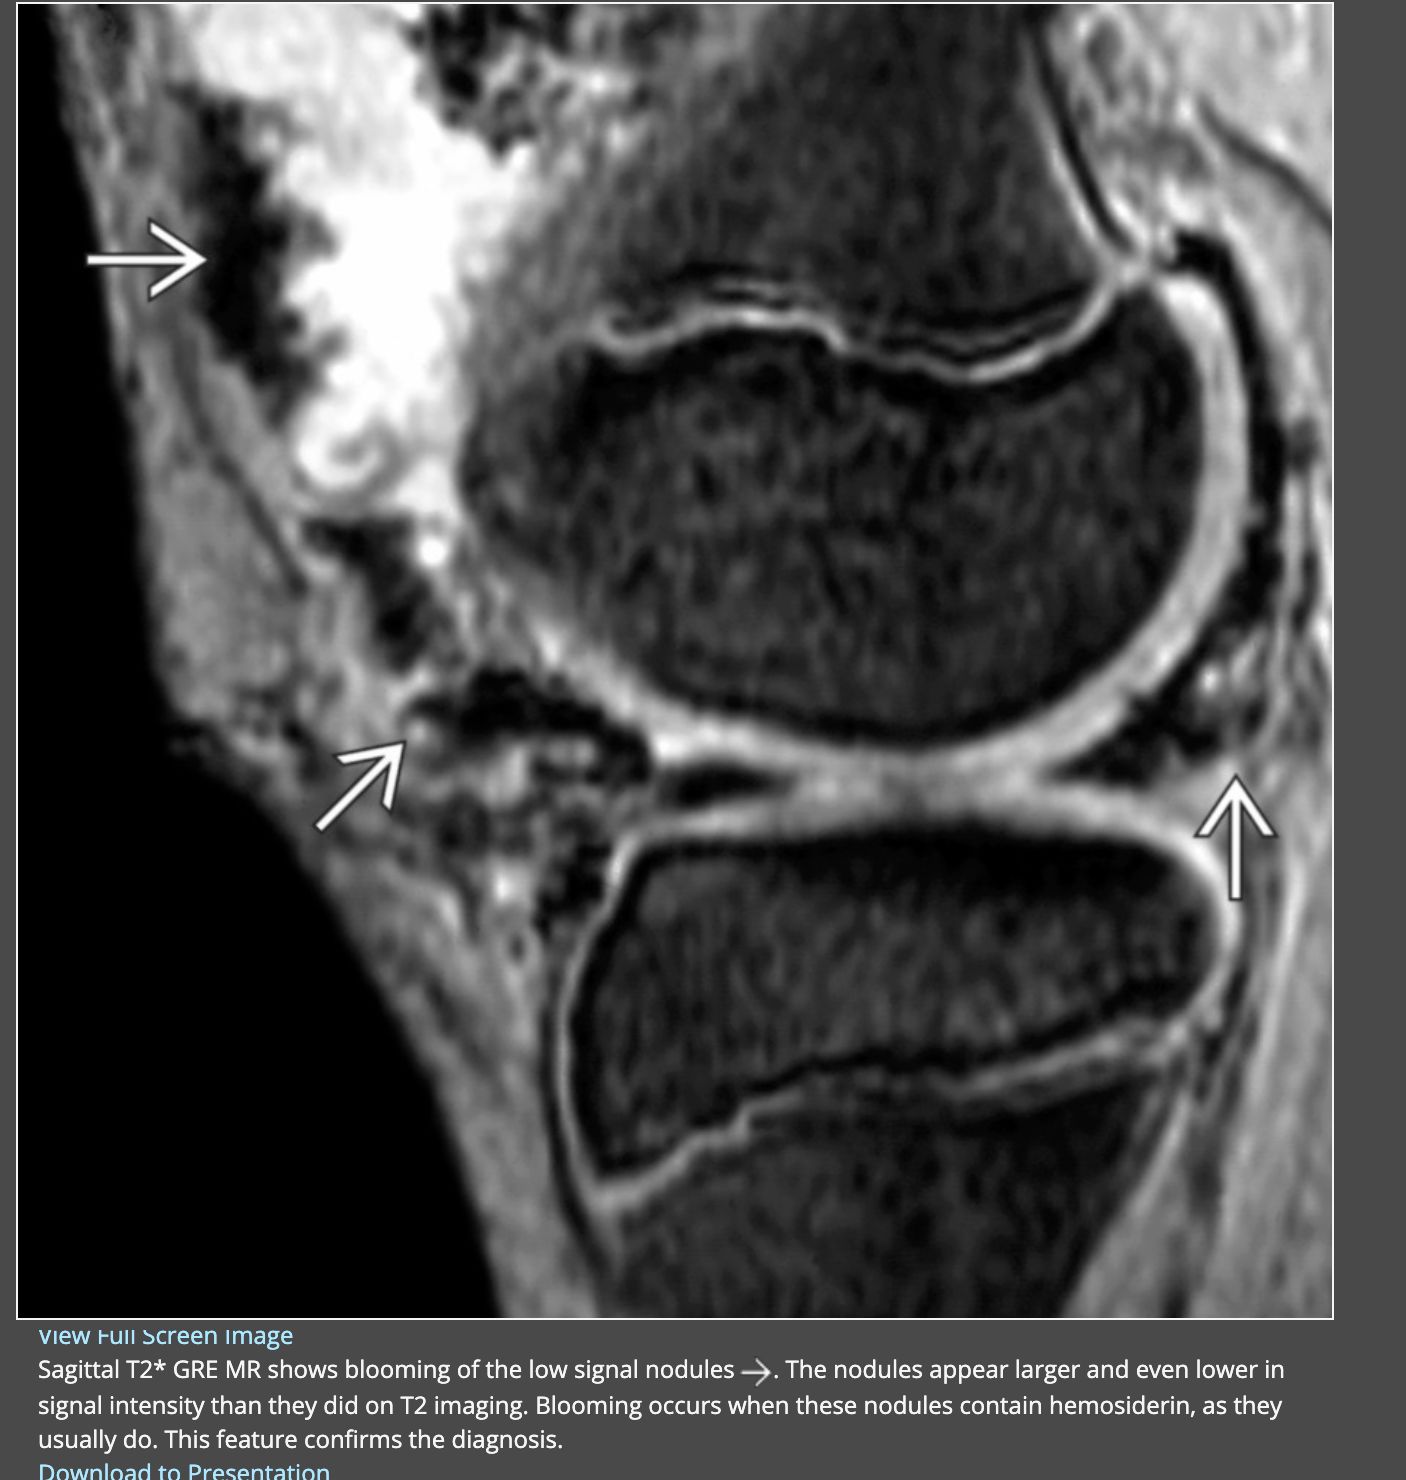 View Full Screen Image
Sagittal T2* GRE MR shows blooming of the low signal nodules →. The nodules appear larger and even lower in
signal intensity than they did on T2 imaging. Blooming occurs when these nodules contain hemosiderin, as they
usually do. This feature confirms the diagnosis.
Download to Presentation